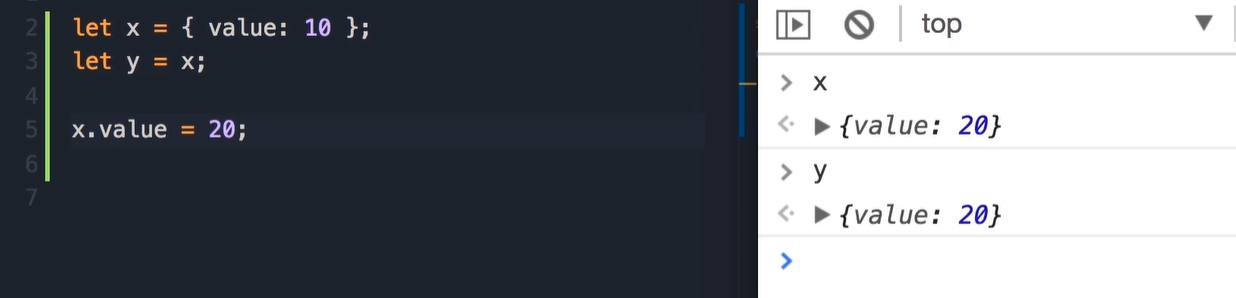 2 let x = { value: 10 };
3 let y = x;
4
5 x.value = 20;
6
7
top
> x
{value: 20}
> y
{value: 20}
>